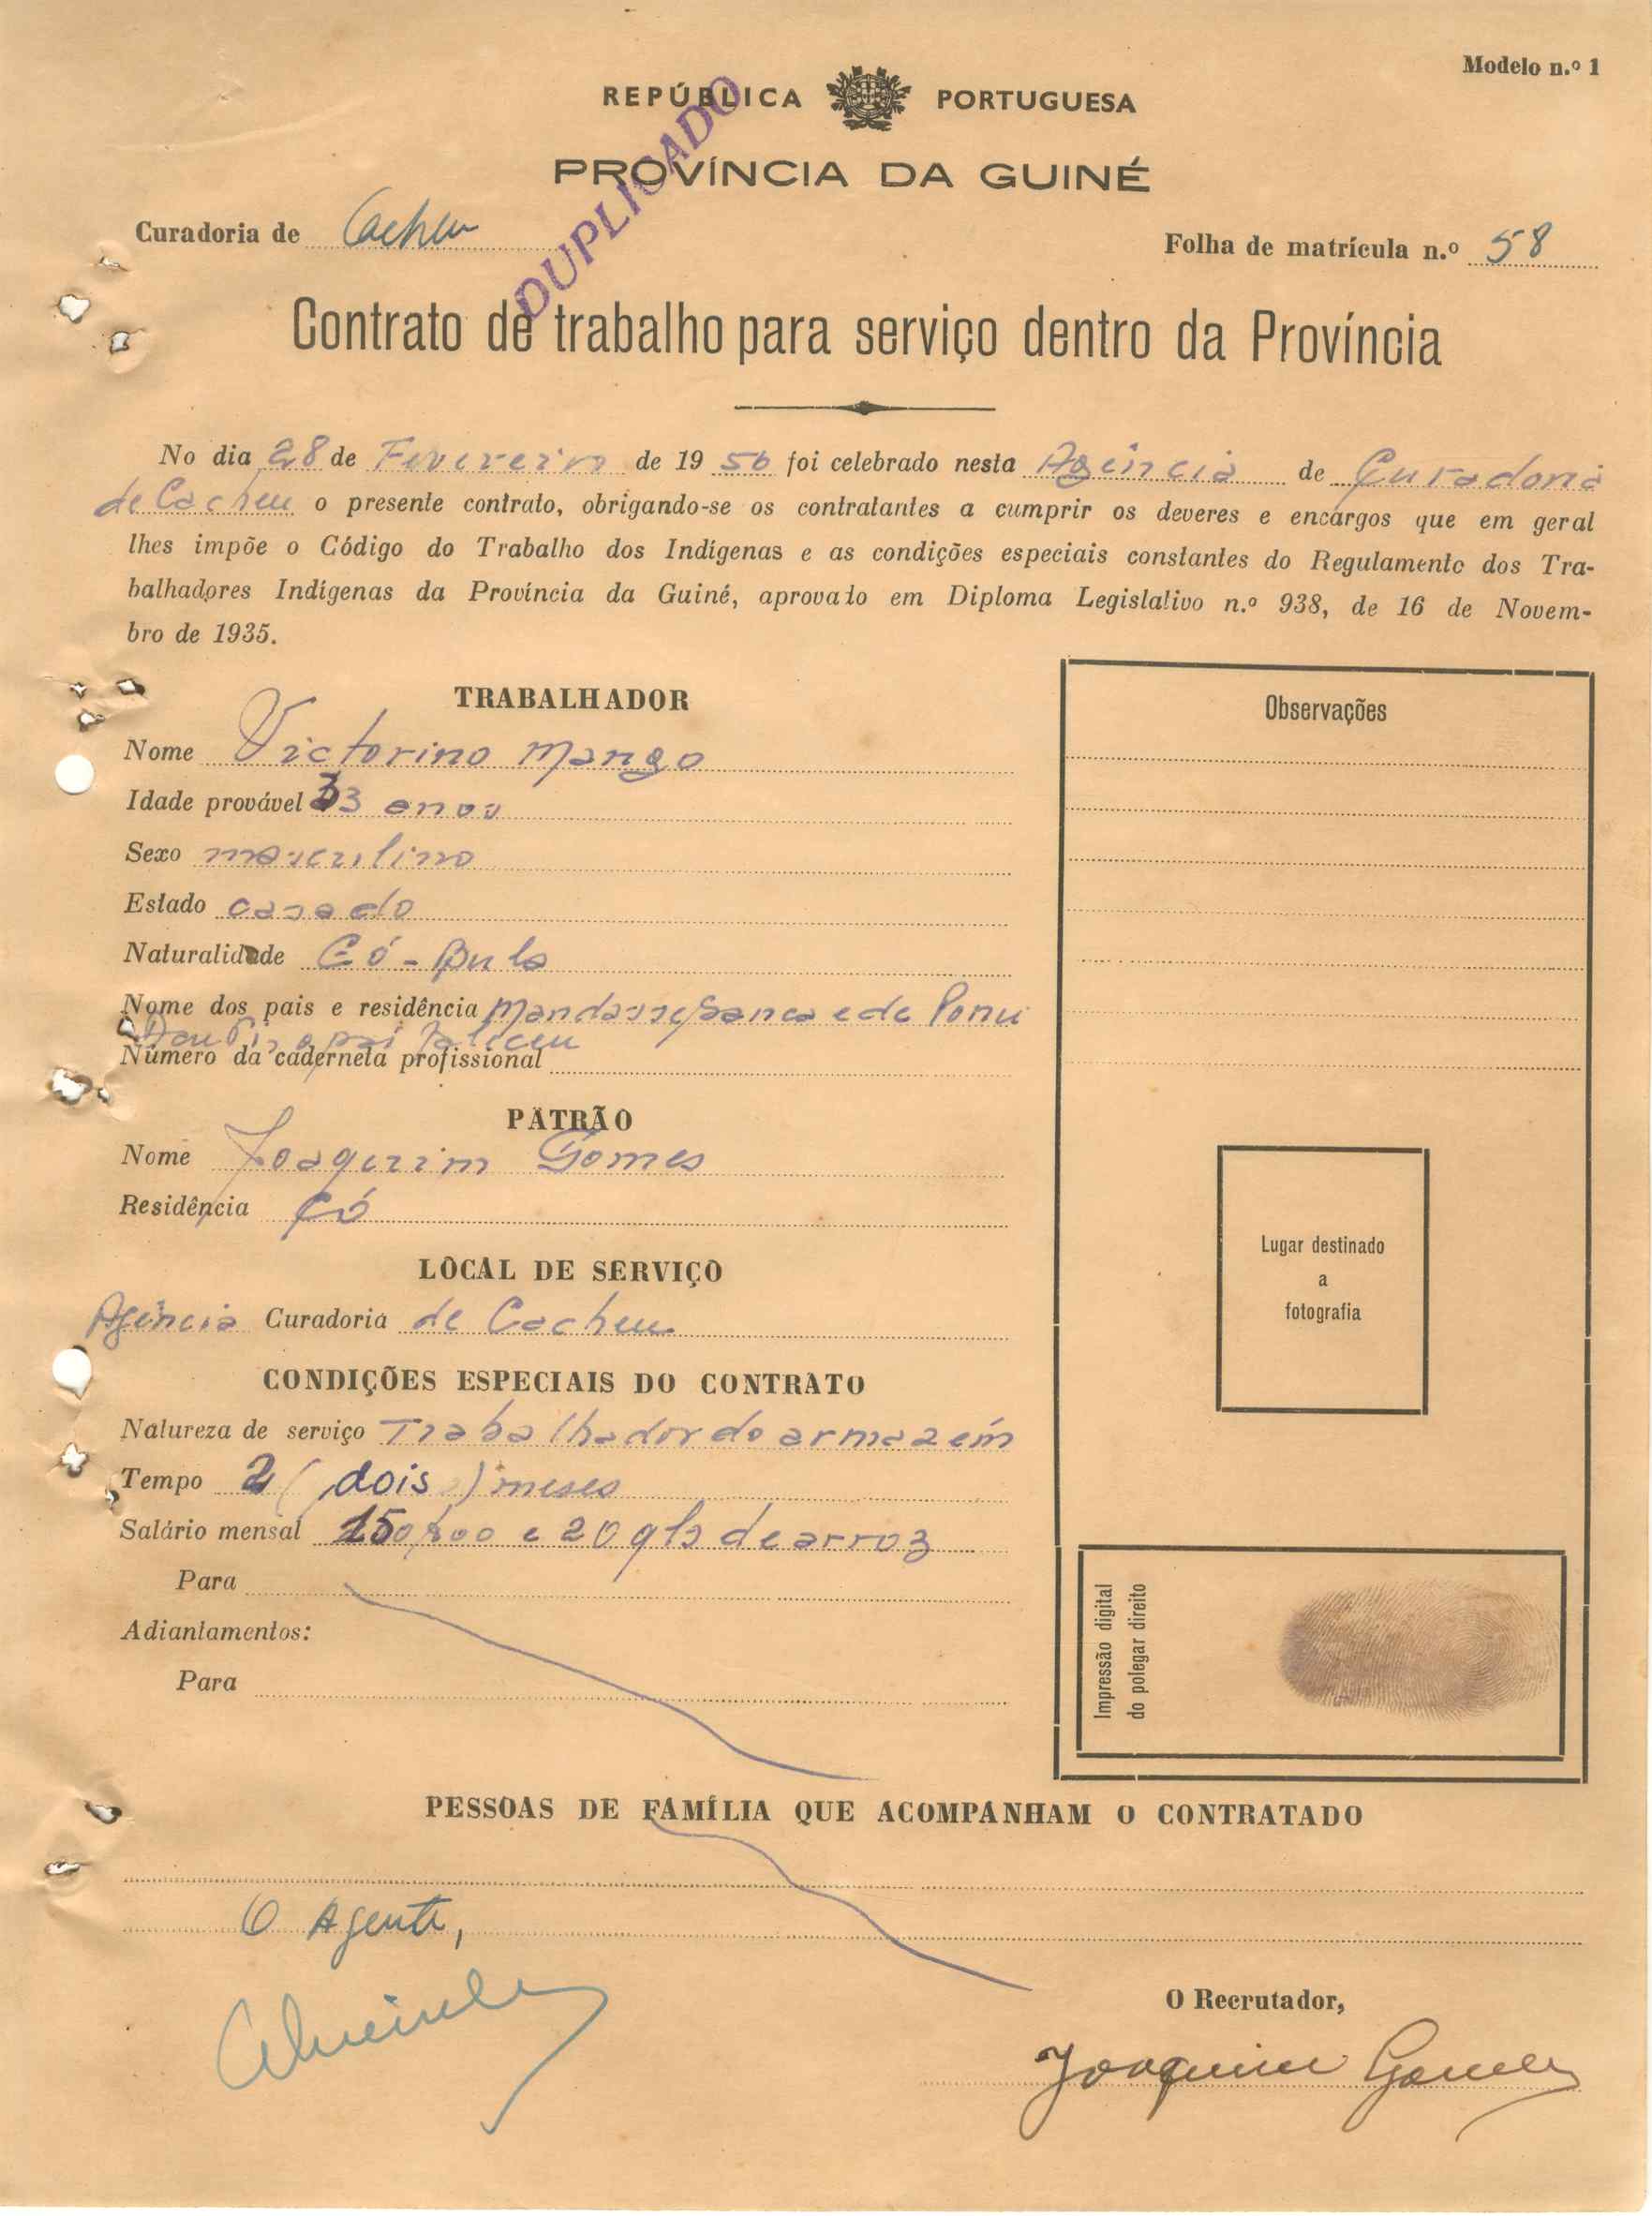 Modelo n.º 1
REPÚBLICA PORTUGUESA
DUPLICADO
PROVÍNCIA DA GUINÉ
Curadoria de Cacheu
Folha de matrícula n.º 58
Contrato de trabalho para serviço dentro da Província
No dia 28 de Fevereiro de 19 56 foi celebrado nesta Agência de Curadoria
de Cacheu o presente contrato, obrigando-se os contratantes a cumprir os deveres e encargos que em geral
lhes impõe o Código do Trabalho dos Indígenas e as condições especiais constantes do Regulamento dos Tra-
balhadores Indígenas da Província da Guiné, aprovado em Diploma Legislativo n.º 938, de 16 de Novem-
bro de 1935.
TRABALHADOR
Nome Victorino Mango
Idade provável 33 anos
Sexo masculino
Estado casado
Naturalidade Có - Bula
Nome dos pais e residência e de
o pai faleceu
Número da caderneta profissional
PATRÃO
Nome Joaquim Gomes
Residência Có
LOCAL DE SERVIÇO
Agência Curadoria de Cacheu
CONDIÇÕES ESPECIAIS DO CONTRATO
Natureza de serviço Trabalhador do armazém
Tempo 2 (dois) meses
Salário mensal 150$00 e 20 qls de arroz
Para
Adiantamentos:
Para
Observações
Lugar destinado
a
fotografia
Impressão digital
do polegar direito
PESSOAS DE FAMÍLIA QUE ACOMPANHAM O CONTRATADO
O Agente,
O Recrutador,
Joaquim Gomes